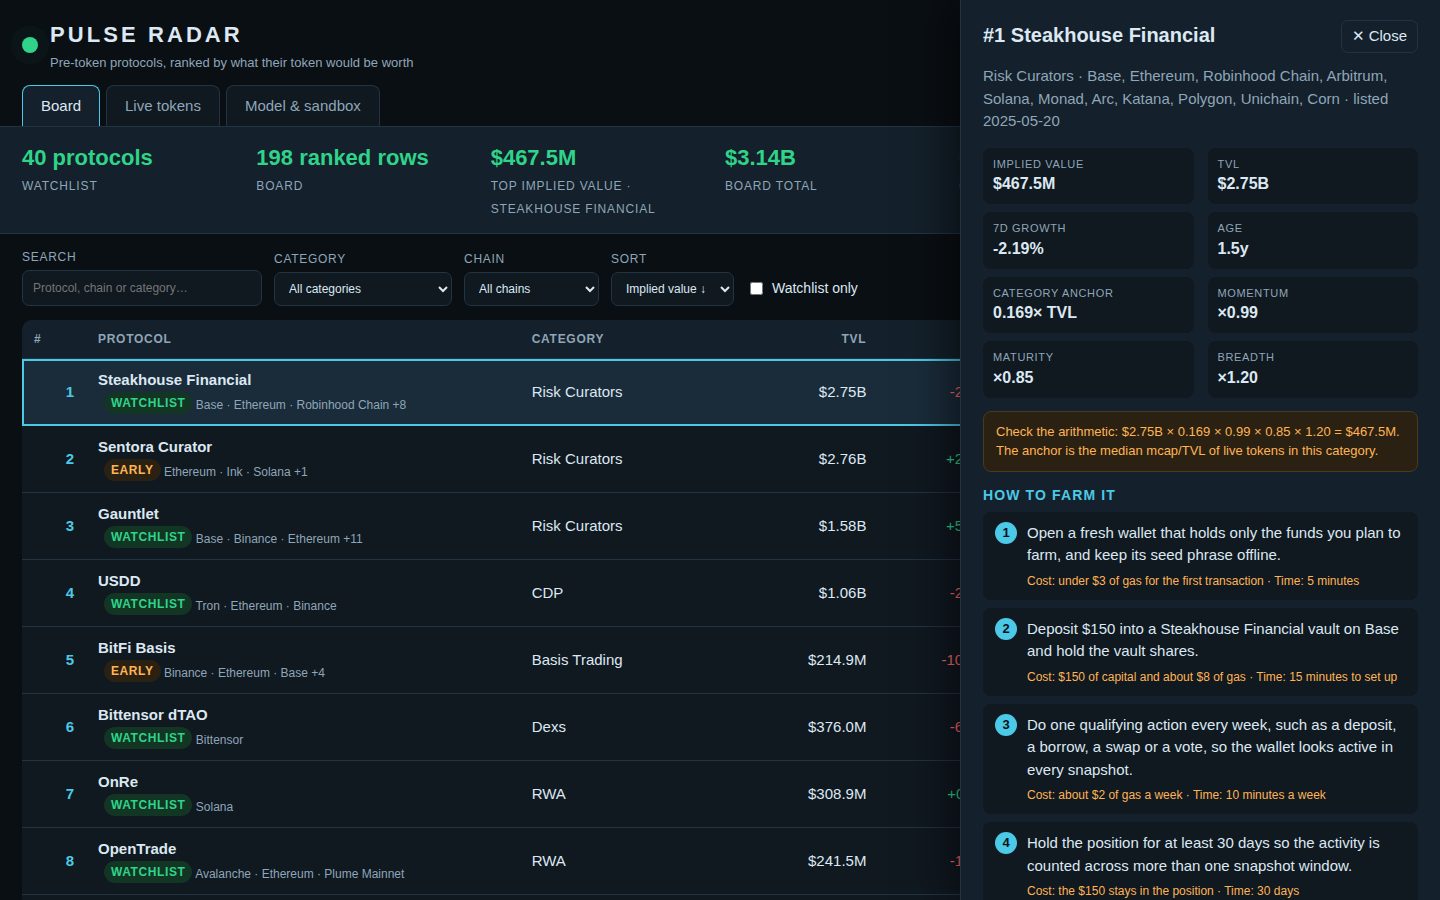 PULSE RADAR
Pre-token protocols, ranked by what their token would be worth
Board
Live tokens
Model & sandbox
40 protocols
WATCHLIST
198 ranked rows
BOARD
$467.5M
TOP IMPLIED VALUE ·
STEAKHOUSE FINANCIAL
$3.14B
BOARD TOTAL
SEARCH
Protocol, chain or category…
CATEGORY
All categories
CHAIN
All chains
SORT
Implied value ↓
Watchlist only
# PROTOCOL CATEGORY TVL
1 Steakhouse Financial Risk Curators $2.75B
WATCHLIST Base · Ethereum · Robinhood Chain +8
2 Sentora Curator Risk Curators $2.76B
EARLY Ethereum · Ink · Solana +1
3 Gauntlet Risk Curators $1.58B
WATCHLIST Base · Binance · Ethereum +11
4 USDD CDP $1.06B
WATCHLIST Tron · Ethereum · Binance
5 BitFi Basis Basis Trading $214.9M
EARLY Binance · Ethereum · Base +4
6 Bittensor dTAO Dexs $376.0M
WATCHLIST Bittensor
7 OnRe RWA $308.9M
WATCHLIST Solana
8 OpenTrade RWA $241.5M
WATCHLIST Avalanche · Ethereum · Plume Mainnet
#1 Steakhouse Financial
✕ Close
Risk Curators · Base, Ethereum, Robinhood Chain, Arbitrum,
Solana, Monad, Arc, Katana, Polygon, Unichain, Corn · listed
2025-05-20
IMPLIED VALUE
$467.5M
TVL
$2.75B
7D GROWTH
-2.19%
AGE
1.5y
CATEGORY ANCHOR
0.169× TVL
MOMENTUM
×0.99
MATURITY
×0.85
BREADTH
×1.20
Check the arithmetic: $2.75B × 0.169 × 0.99 × 0.85 × 1.20 = $467.5M.
The anchor is the median mcap/TVL of live tokens in this category.
HOW TO FARM IT
1 Open a fresh wallet that holds only the funds you plan to
farm, and keep its seed phrase offline.
Cost: under $3 of gas for the first transaction · Time: 5 minutes
2 Deposit $150 into a Steakhouse Financial vault on Base
and hold the vault shares.
Cost: $150 of capital and about $8 of gas · Time: 15 minutes to set up
3 Do one qualifying action every week, such as a deposit,
a borrow, a swap or a vote, so the wallet looks active in
every snapshot.
Cost: about $2 of gas a week · Time: 10 minutes a week
4 Hold the position for at least 30 days so the activity is
counted across more than one snapshot window.
Cost: the $150 stays in the position · Time: 30 days